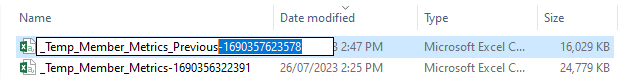 Name Date modified Type Size
_Temp_Member_Metrics_Previous-1690357623578 2:47 PM Microsoft Excel C... 16,029 KB
_Temp_Member_Metrics-1690356322391 26/07/2023 2:25 PM Microsoft Excel C... 24,779 KB